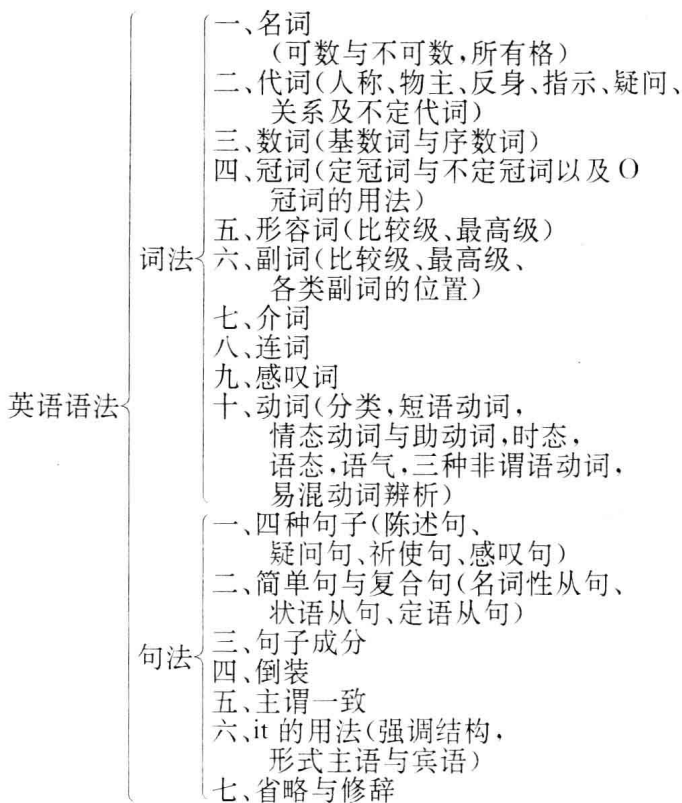 一、名词
(可数与不可数,所有格)
二、代词(人称、物主、反身、指示、疑问、
关系及不定代词)
三、数词(基数词与序数词)
四、冠词(定冠词与不定冠词以及O
冠词的用法)
五、形容词(比较级、最高级)
词法
六、副词(比较级、最高级、
各类副词的位置)
七、介词
八、连词
九、感叹词
英语语法
十、动词(分类,短语动词,
情态动词与助动词,时态,
语态,语气,三种非谓语动词,
易混动词辨析)
一、四种句子(陈述句、
疑问句、祈使句、感叹句)
二、简单句与复合句(名词性从句、
状语从句、定语从句)
三、句子成分
句法
四、倒装
五、主谓一致
六、it 的用法(强调结构,
形式主语与宾语)
七、省略与修辞